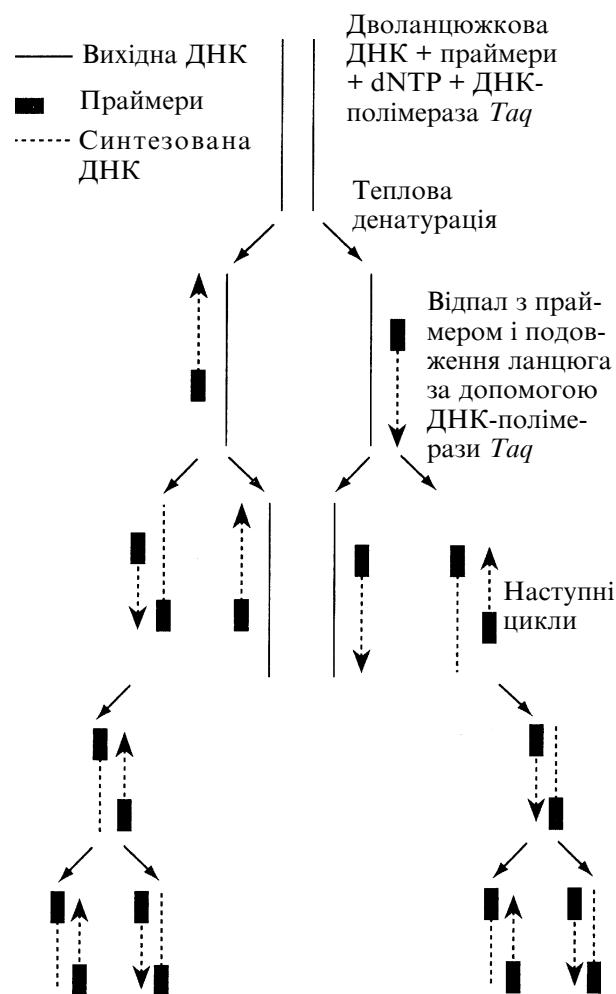 Вихідна ДНК
Праймери
Синтезована
ДНК
Дволанцюжкова
ДНК + праймери
+ dNTP + ДНК-
полімераза Taq
Теплова
денатурація
Відпал з прай-
мером і подов-
ження ланцюга
за допомогою
ДНК-поліме-
рази Taq
Наступні
цикли